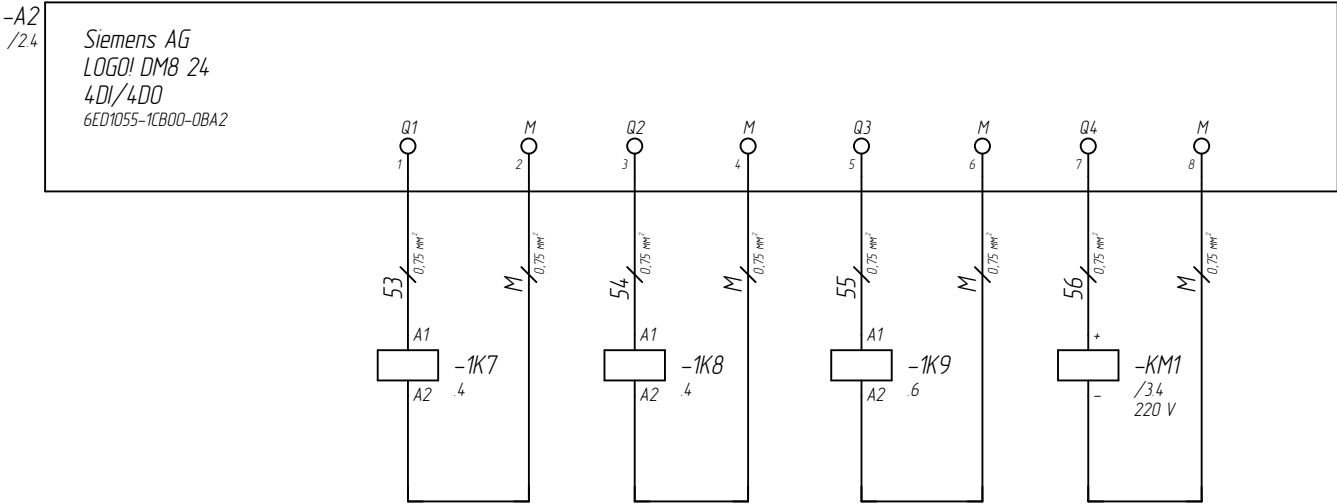 -A2
/2.4
Siemens AG
LOGO! DM8 24
4DI/4DO
6ED1055-1CB00-0BA2
Q1 M Q2 M Q3 M Q4 M
1 2 3 4 5 6 7 8
0,75 мм² 0,75 мм² 0,75 мм² 0,75 мм² 0,75 мм² 0,75 мм² 0,75 мм² 0,75 мм²
53 M 54 M 55 M 56 M
A1 A1 A1 +
-1K7 -1K8 -1K9 -KM1
.4 .4 .6 /3.4
A2 A2 A2 -
220 V